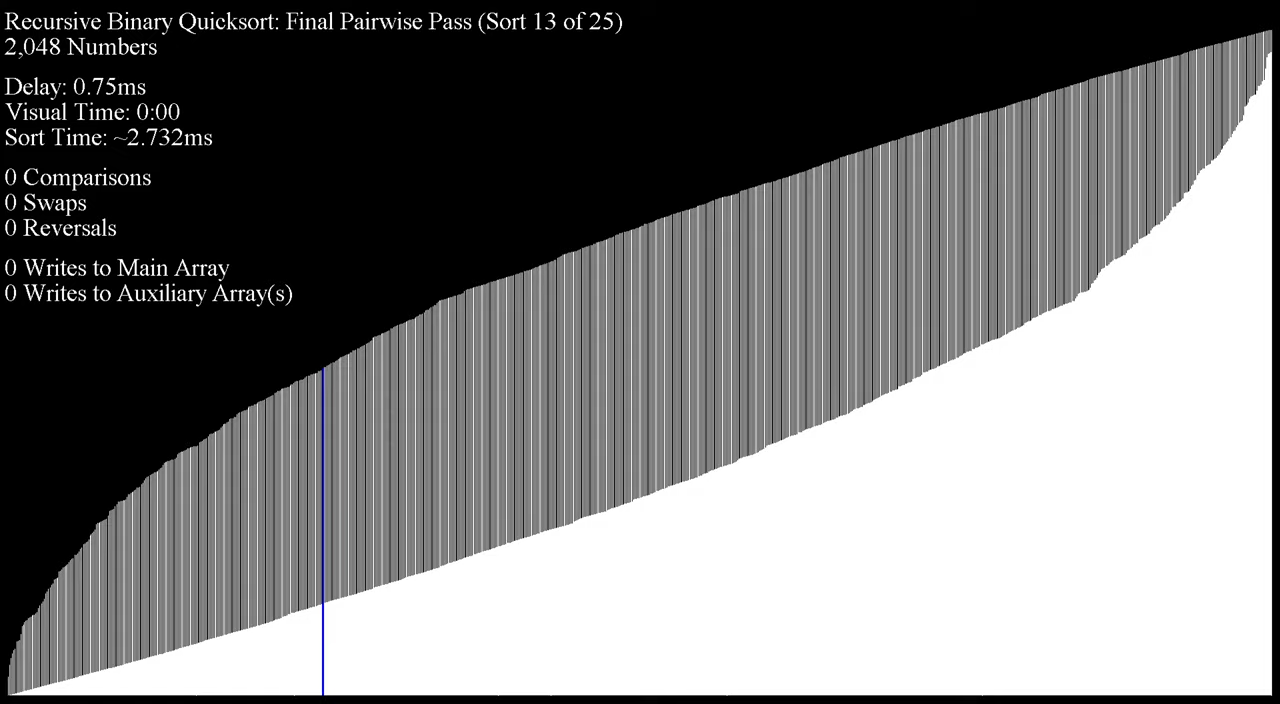 Recursive Binary Quicksort: Final Pairwise Pass (Sort 13 of 25)
2,048 Numbers
Delay: 0.75ms
Visual Time: 0:00
Sort Time: ~2.732ms
0 Comparisons
0 Swaps
0 Reversals
0 Writes to Main Array
0 Writes to Auxiliary Array(s)